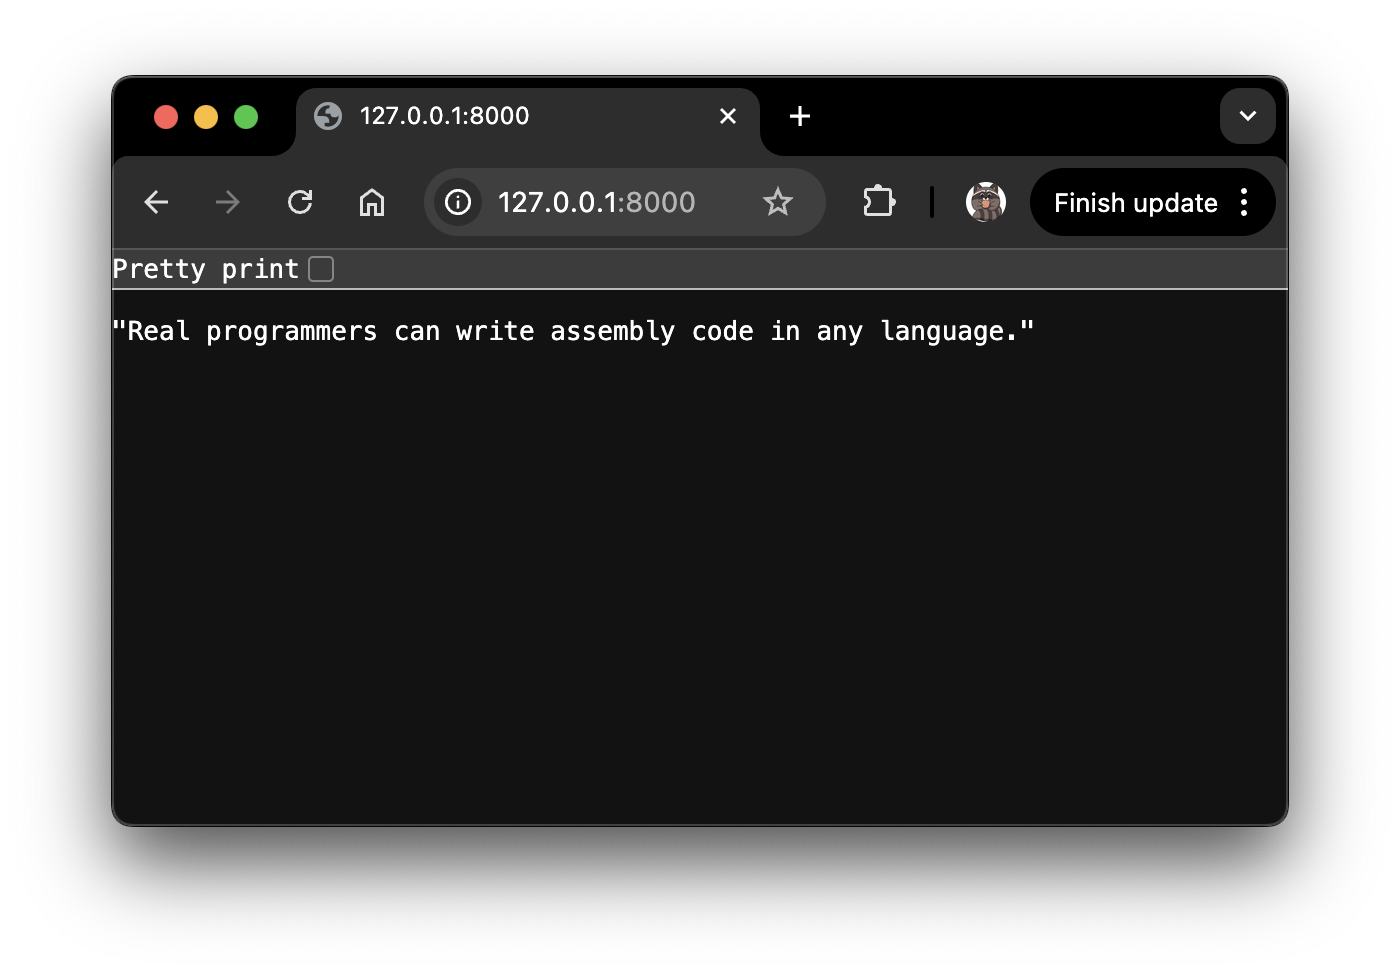 127.0.0.1:8000
127.0.0.1:8000
Finish update
Pretty print
"Real programmers can write assembly code in any language."